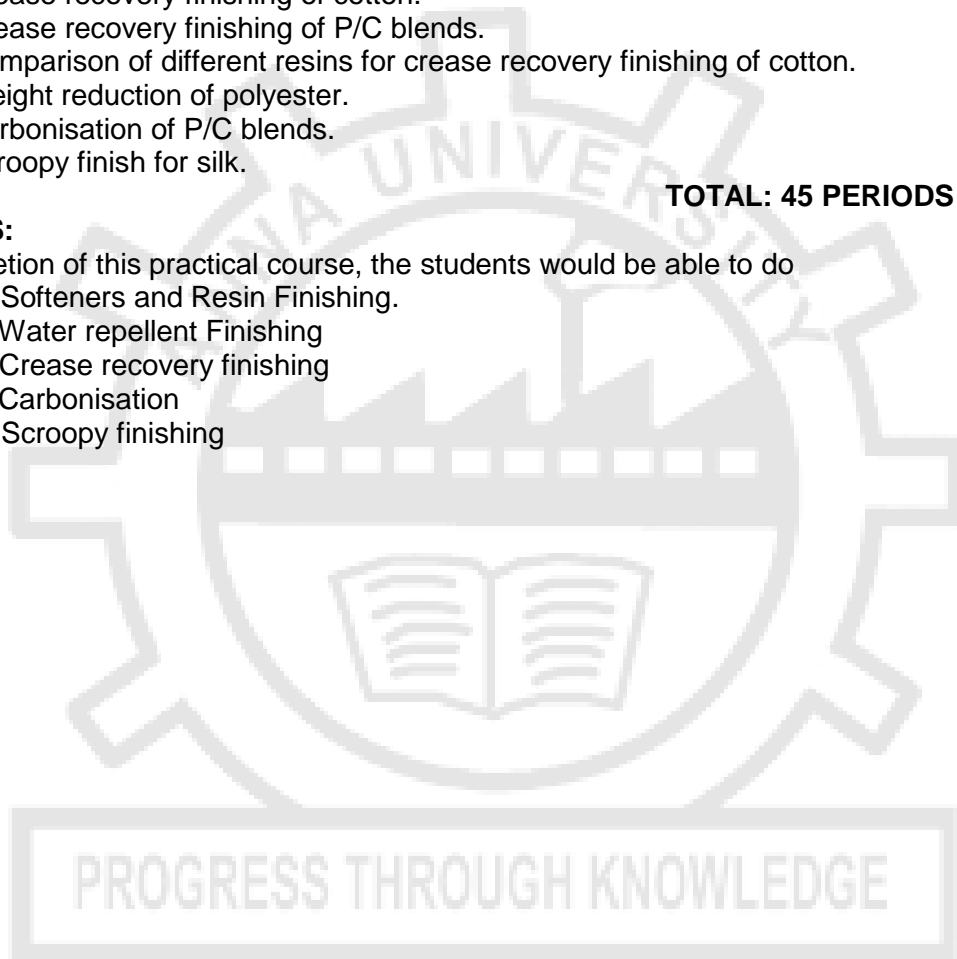 ease recovery finishing of cotton.
ease recovery finishing of P/C blends.
mparison of different resins for crease recovery finishing of cotton.
eight reduction of polyester.
rbonisation of P/C blends.
roopy finish for silk.
TOTAL: 45 PERIODS
S:
etion of this practical course, the students would be able to do
Softeners and Resin Finishing.
Water repellent Finishing
Crease recovery finishing
Carbonisation
Scroopy finishing
ANNA UNIVERSITY
PROGRESS THROUGH KNOWLEDGE